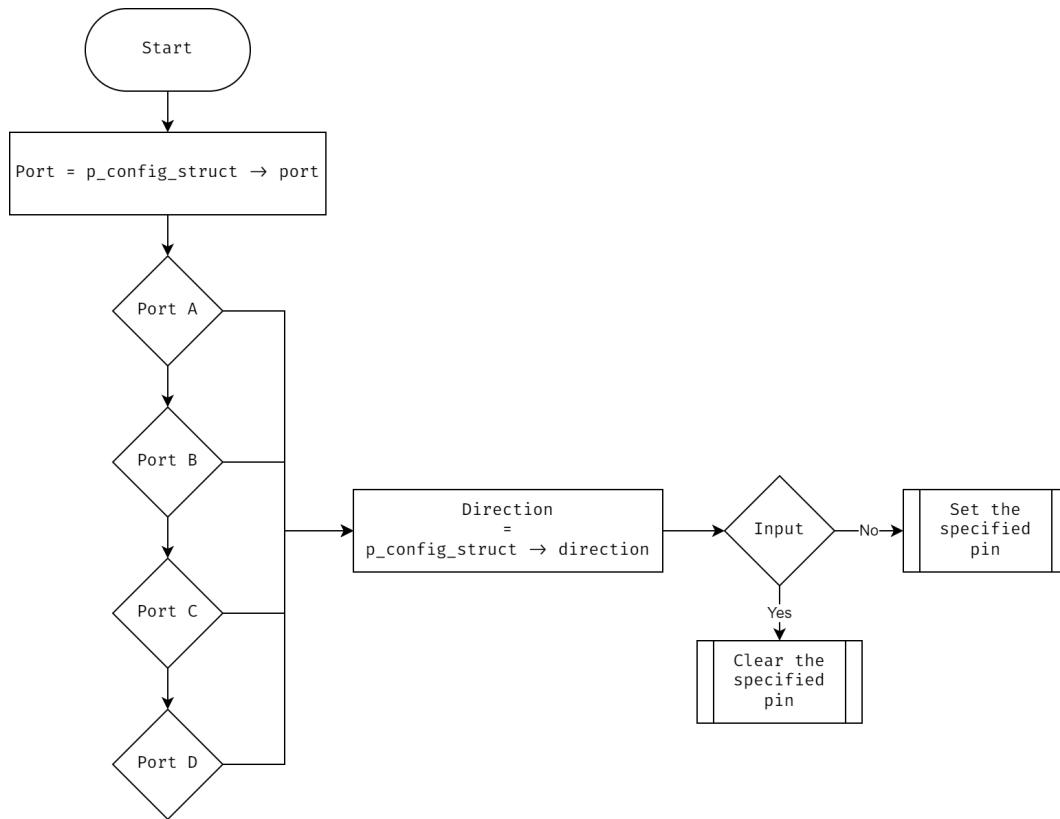 Start
Port = p_config_struct → port
Port A
Port B
Port C
Port D
Direction
=
p_config_struct → direction
Input
No
Set the
specified
pin
Yes
Clear the
specified
pin